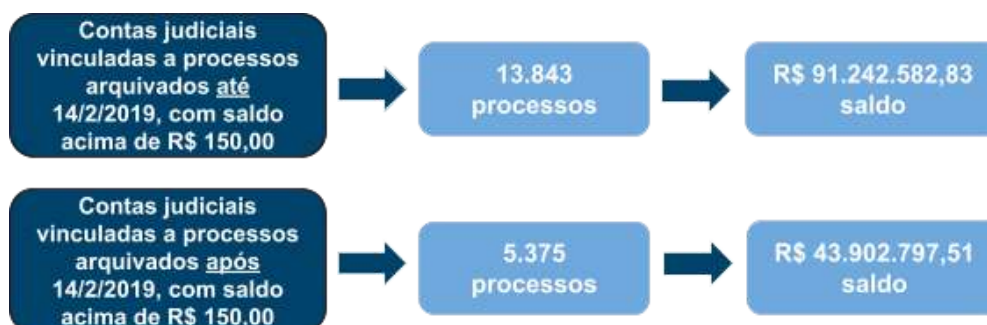 Contas judiciais
vinculadas a processos
arquivados até
14/2/2019, com saldo
acima de R$ 150,00
13.843
processos
R$ 91.242.582,83
saldo
Contas judiciais
vinculadas a processos
arquivados após
14/2/2019, com saldo
acima de R$ 150,00
5.375
processos
R$ 43.902.797,51
saldo